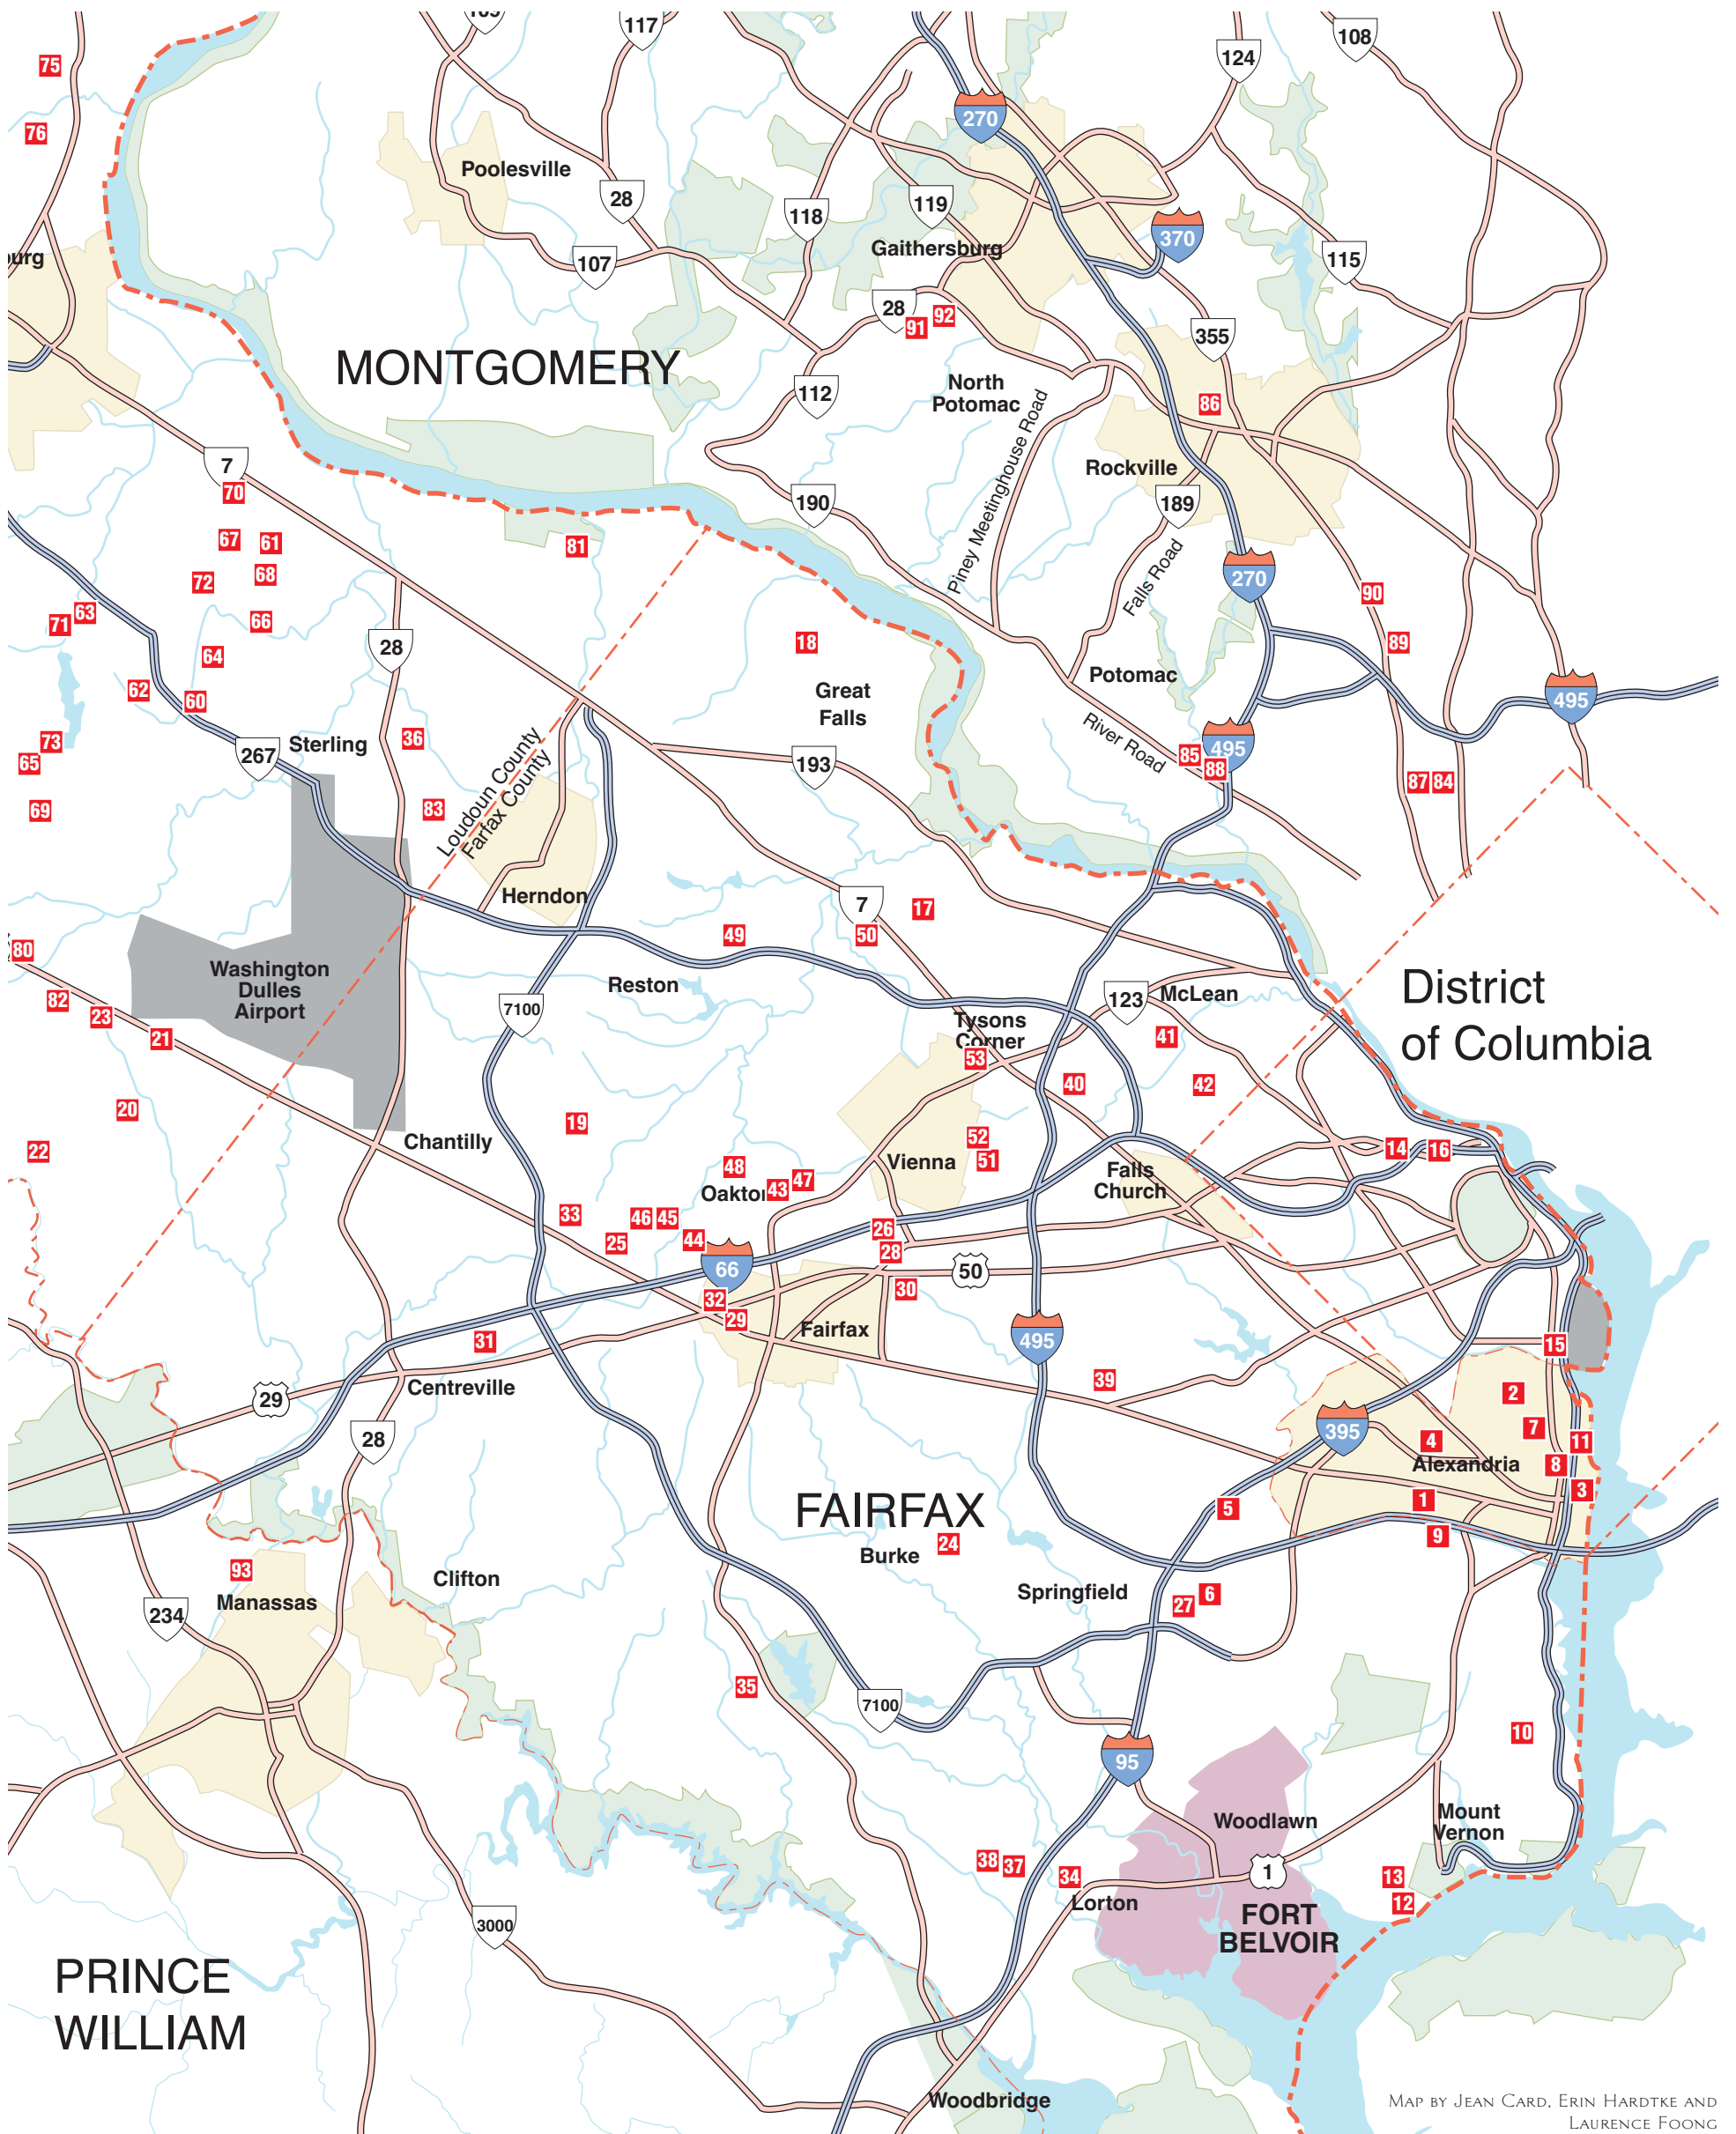 117
108
124
75
270
76
Poolesville
28
119
118
370
Gaithersburg
115
107
28
92
91
355
MONTGOMERY
112
North
Potomac
86
Piney Meetinghouse Road
Rockville
7
70
190
189
67
61
81
68
72
270
Falls Road
90
63
71
66
18
89
28
64
Potomac
62
60
Great
Falls
495
River Road
36
73
Sterling
267
65
193
85
495
88
87
84
69
83
Loudoun County
Farfax County
Herndon
7
17
80
49
50
Washington
Dulles
Airport
Reston
82
23
7100
123
McLean
District
of Columbia
21
Tysons
Corner
53
41
40
42
20
19
Chantilly
22
52
51
Vienna
14
16
48
47
43
Falls
Church
33
46
45
25
44
26
28
66
50
30
32
29
Fairfax
31
495
15
39
Centreville
29
2
7
28
395
4
11
Alexandria
8
3
1
5
FAIRFAX
9
24
Burke
93
Clifton
Springfield
6
27
Manassas
234
35
7100
10
95
Woodlawn
Mount
Vernon
38
37
34
1
13
12
Lorton
FORT
BELVOIR
3000
PRINCE
WILLIAM
Woodbridge
MAP BY JEAN CARD, ERIN HARDTKE AND
LAURENCE FOONG